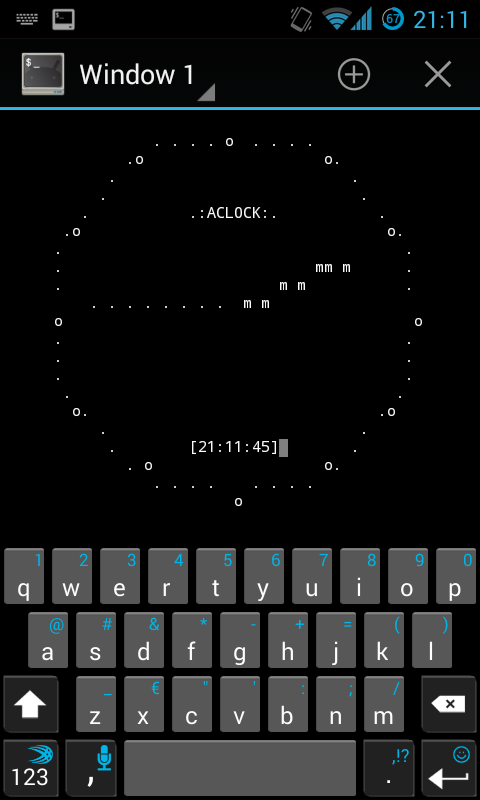 67 21:11
$_ Window 1
. . . . o . . . .
.o o.
. .
. .:ACLOCK:. .
.o o.
. .
. mm m .
. m m .
. . . . . . . . m m
o o
. .
. .
. .
o. .o
. .
. [21:11:45] .
. o o.
. . . . . . . .
o
1 2 3 4 5 6 7 8 9 0
q w e r t y u i o p
@ # & * - + = ( )
a s d f g h j k l
_ € " ' : ; /
z x c v b n m
,!?
123 , .